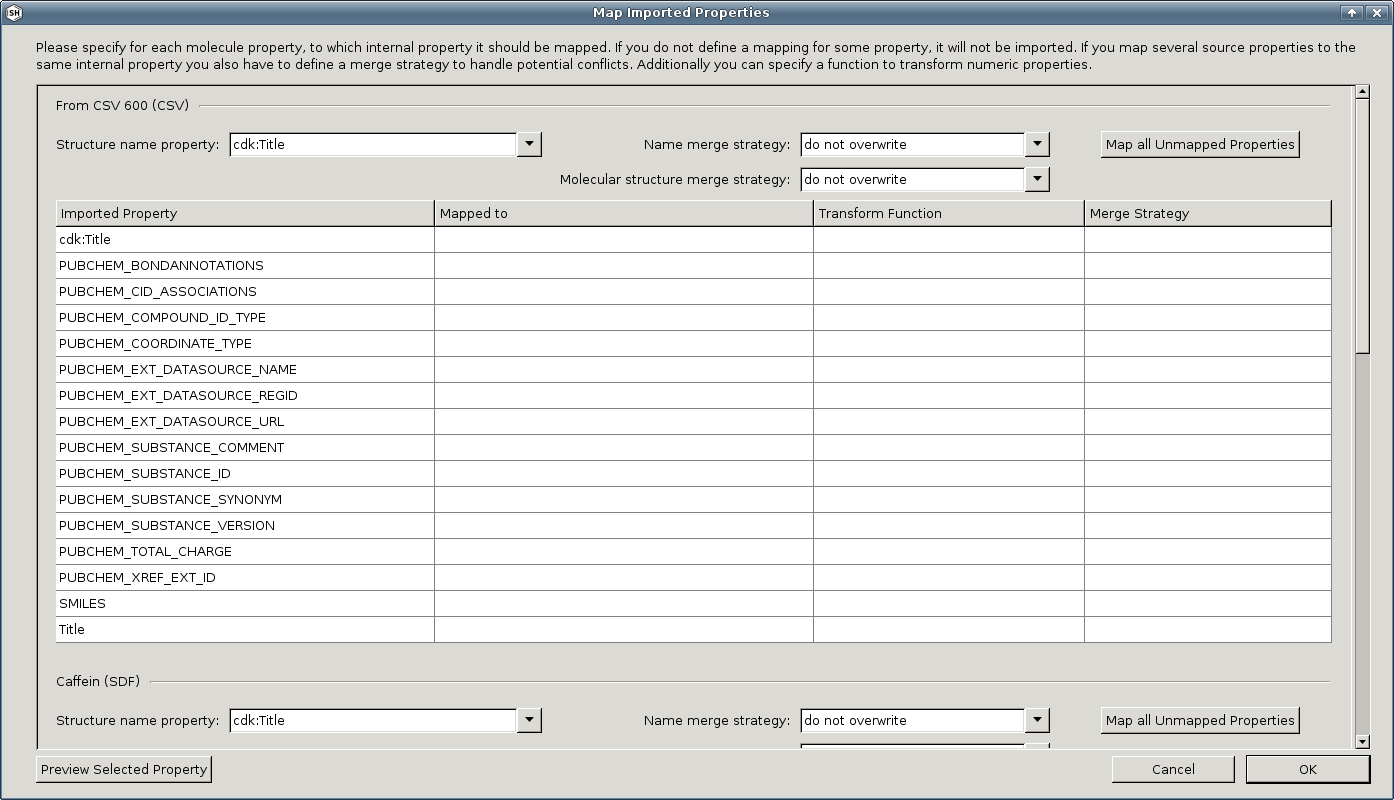 SH
Map Imported Properties
Please specify for each molecule property, to which internal property it should be mapped. If you do not define a mapping for some property, it will not be imported. If you map several source properties to the
same internal property you also have to define a merge strategy to handle potential conflicts. Additionally you can specify a function to transform numeric properties.
From CSV 600 (CSV)
Structure name property: cdk:Title Name merge strategy: do not overwrite Map all Unmapped Properties
Molecular structure merge strategy: do not overwrite
Imported Property Mapped to Transform Function Merge Strategy
cdk:Title
PUBCHEM_BONDANNOTATIONS
PUBCHEM_CID_ASSOCIATIONS
PUBCHEM_COMPOUND_ID_TYPE
PUBCHEM_COORDINATE_TYPE
PUBCHEM_EXT_DATASOURCE_NAME
PUBCHEM_EXT_DATASOURCE_REGID
PUBCHEM_EXT_DATASOURCE_URL
PUBCHEM_SUBSTANCE_COMMENT
PUBCHEM_SUBSTANCE_ID
PUBCHEM_SUBSTANCE_SYNONYM
PUBCHEM_SUBSTANCE_VERSION
PUBCHEM_TOTAL_CHARGE
PUBCHEM_XREF_EXT_ID
SMILES
Title
Caffein (SDF)
Structure name property: cdk:Title Name merge strategy: do not overwrite Map all Unmapped Properties
Preview Selected Property Cancel OK